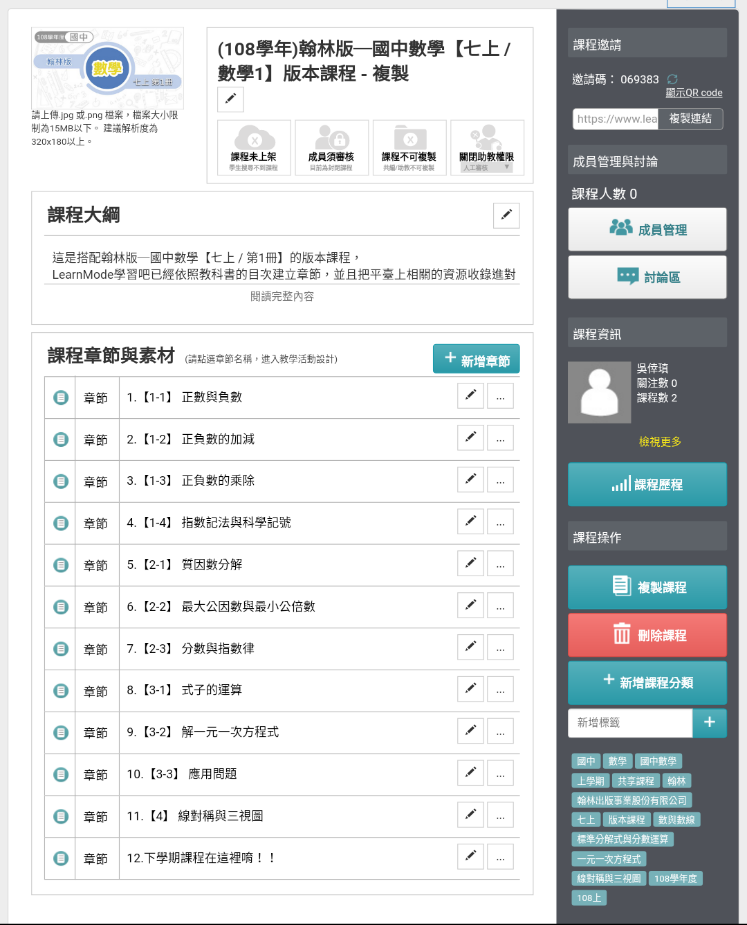 108學年度 國中
翰林版
數學
七上 第1冊
請上傳.jpg 或.png 檔案，檔案大小限
制為15MB以下。 建議解析度為
320x180以上。
(108學年)翰林版—國中數學【七上 /
數學1】版本課程 - 複製
課程未上架
學生搜尋不到課程
成員須審核
目前為封閉課程
課程不可複製
共編/助教不可複製
關閉助教權限
人工審核
課程大綱
這是搭配翰林版─國中數學【七上 / 第1冊】的版本課程，
LearnMode學習吧已經依照教科書的目次建立章節，並且把平臺上相關的資源收錄進對
閱讀完整內容
課程章節與素材 (請點選章節名稱，進入教學活動設計)
+ 新增章節
章節 1.【1-1】 正數與負數 ...
章節 2.【1-2】 正負數的加減 ...
章節 3.【1-3】 正負數的乘除 ...
章節 4.【1-4】 指數記法與科學記號 ...
章節 5.【2-1】 質因數分解 ...
章節 6.【2-2】 最大公因數與最小公倍數 ...
章節 7.【2-3】 分數與指數律 ...
章節 8.【3-1】 式子的運算 ...
章節 9.【3-2】 解一元一次方程式 ...
章節 10.【3-3】 應用問題 ...
章節 11.【4】 線對稱與三視圖 ...
章節 12.下學期課程在這裡唷！！ ...
課程邀請
邀請碼： 069383
顯示QR code
https://www.lea 複製連結
成員管理與討論
課程人數 0
成員管理
討論區
課程資訊
吳倖瑱
關注數 0
課程數 2
檢視更多
課程歷程
課程操作
複製課程
刪除課程
+ 新增課程分類
新增標籤 +
國中 數學 國中數學
上學期 共享課程 翰林
翰林出版事業股份有限公司
七上 版本課程 數與數線
標準分解式與分數運算
一元一次方程式
線對稱與三視圖 108學年度
108上